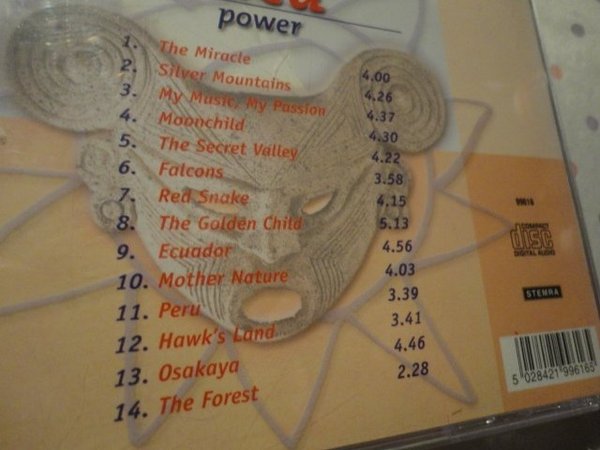 power
1. The Miracle 4.00
2. Silver Mountains 4.26
3. My Music, My Passion 4.37
4. Moonchild 4.30
5. The Secret Valley 4.22
6. Falcons 3.58
7. Red Snake 4.15
8. The Golden Child 5.13
9. Ecuador 4.56
10. Mother Nature 4.03
11. Peru 3.39
12. Hawk's Land 3.41
13. Osakaya 4.46
14. The Forest 2.28
99616
COMPACT
disc
DIGITAL AUDIO
STEMRA
5 028421 996165